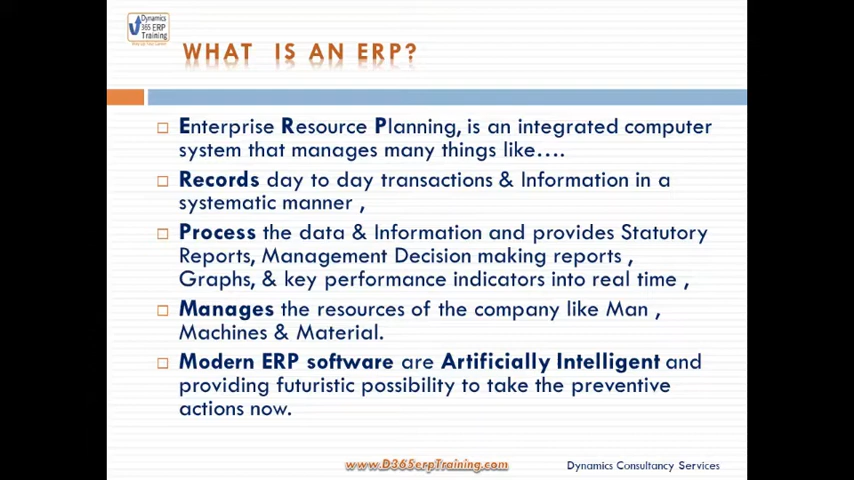 Dynamics
365 ERP
Training
WHAT IS AN ERP?
Enterprise Resource Planning, is an integrated computer
system that manages many things like….
Records day to day transactions & Information in a
systematic manner ,
Process the data & Information and provides Statutory
Reports, Management Decision making reports ,
Graphs, & key performance indicators into real time ,
Manages the resources of the company like Man ,
Machines & Material.
Modern ERP software are Artificially Intelligent and
providing futuristic possibility to take the preventive
actions now.
www.D365erpTraining.com
Dynamics Consultancy Services